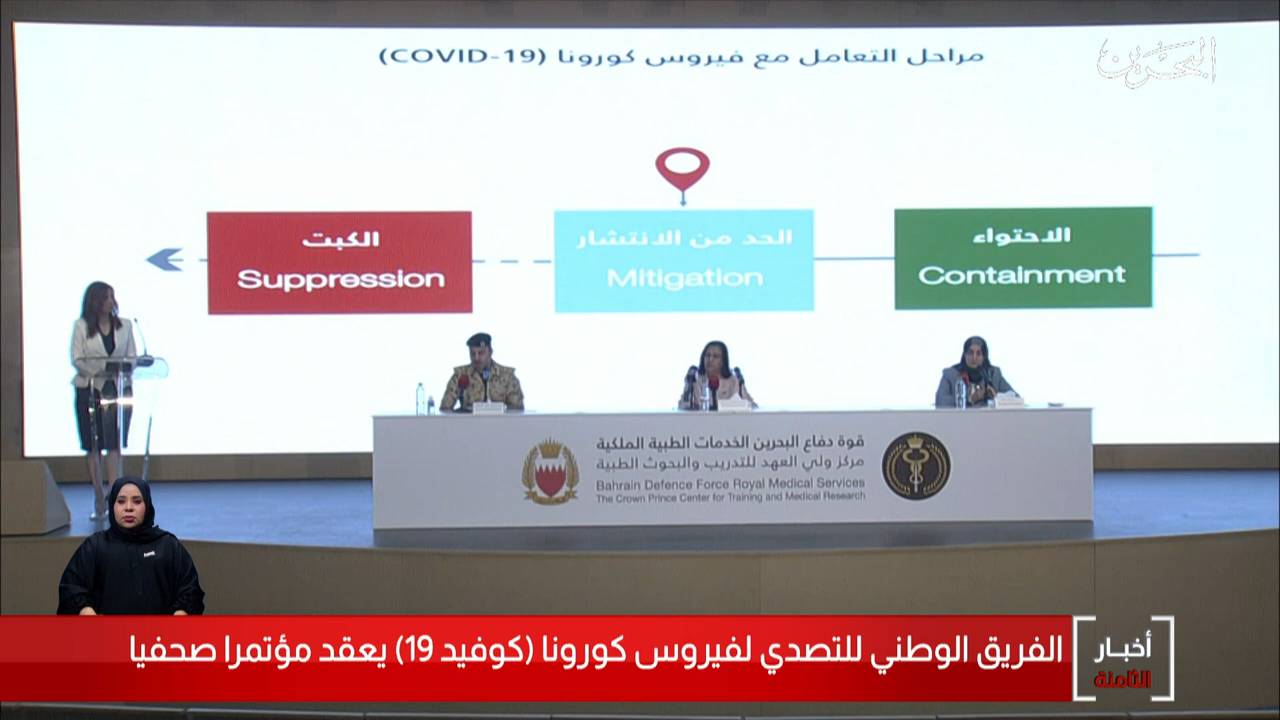 مراحل التعامل مع فيروس كورونا (COVID-19)
البحرين
الاحتواء
Containment
الحد من الانتشار
Mitigation
الكبت
Suppression
قوة دفاع البحرين الخدمات الطبية الملكية
مركز ولي العهد للتدريب والبحوث الطبية
Bahrain Defence Force Royal Medical Services
The Crown Prince Center for Training and Medical Research
أخبار
الثامنة
الفريق الوطني للتصدي لفيروس كورونا (كوفيد 19) يعقد مؤتمرا صحفيا